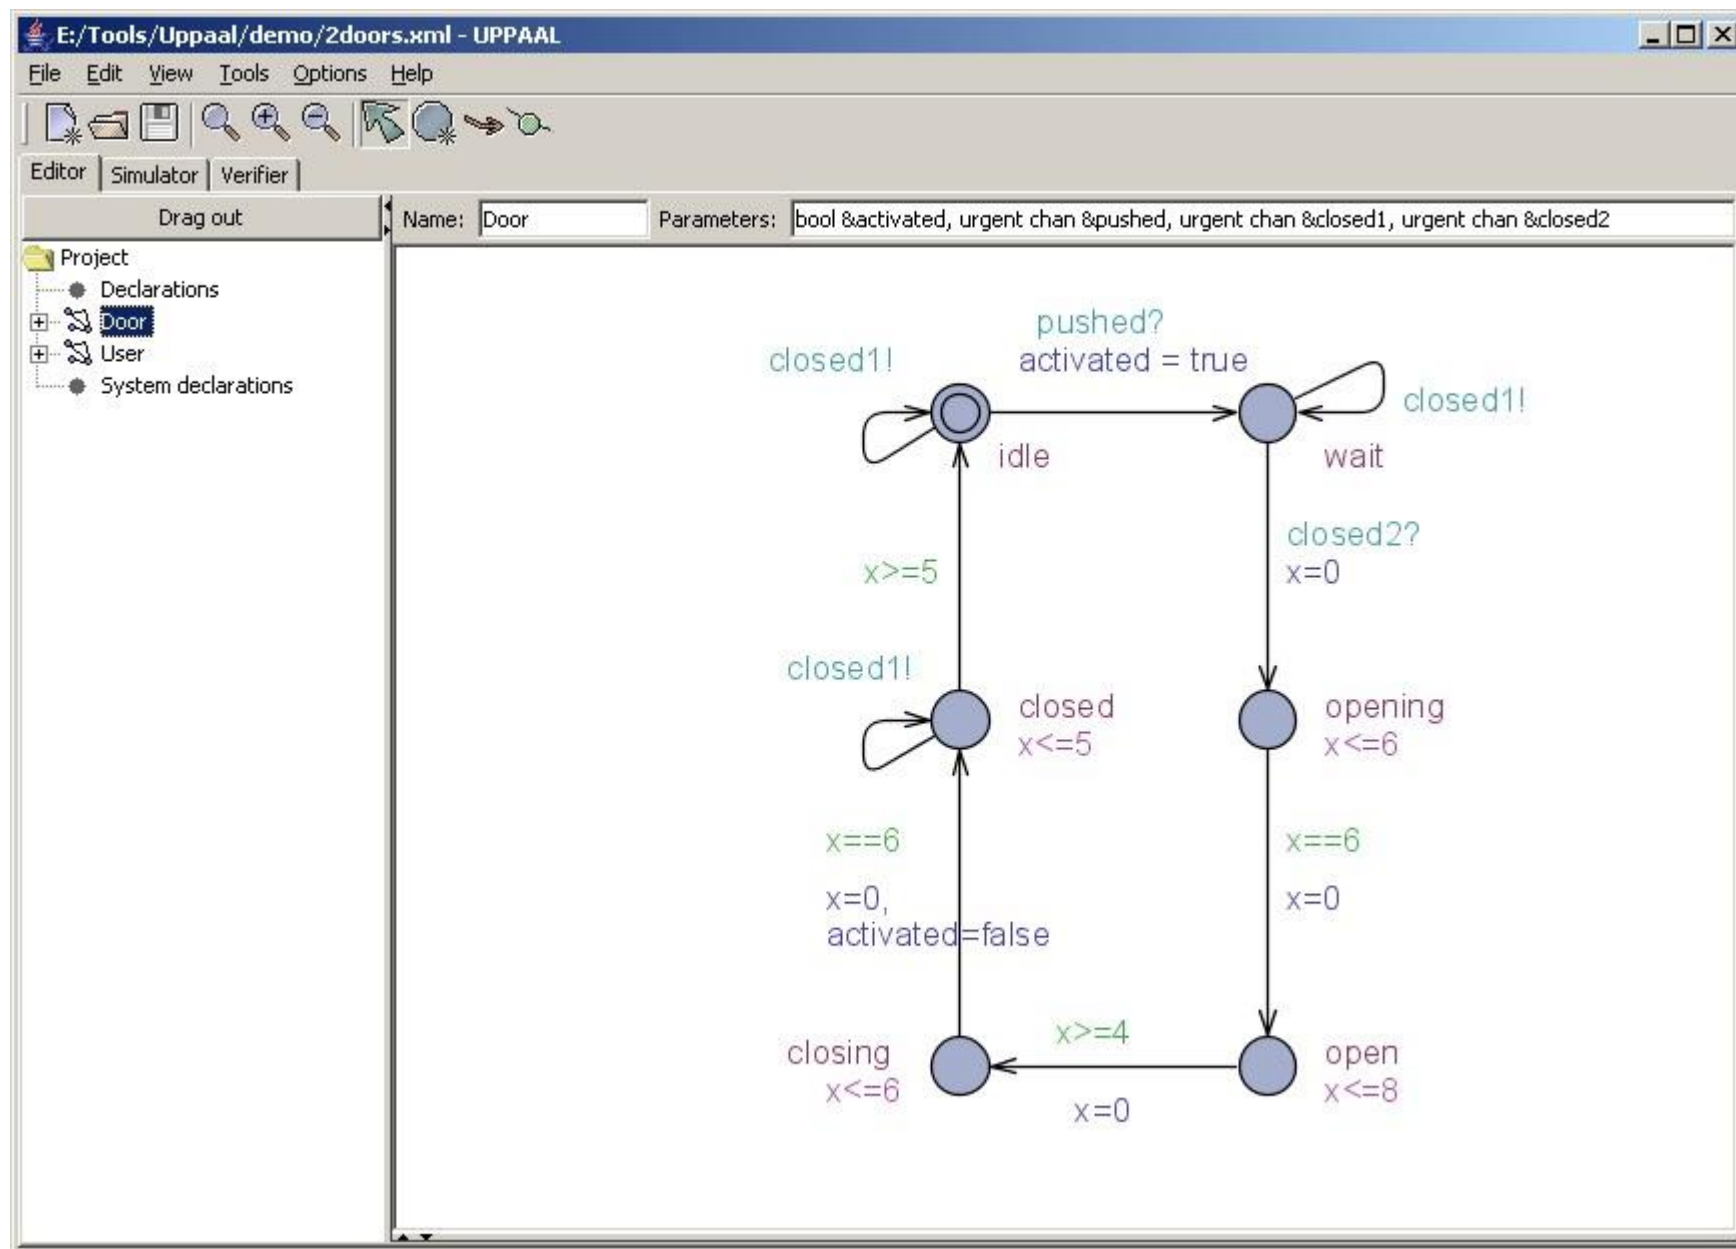 E:/Tools/Uppaal/demo/2doors.xml - UPPAAL
File Edit View Tools Options Help
Editor Simulator Verifier
Drag out
Name: Door Parameters: bool &activated, urgent chan &pushed, urgent chan &closed1, urgent chan &closed2
Project
Declarations
Door
User
System declarations
pushed?
closed1! activated = true
closed1!
idle wait
closed2?
x>=5 x=0
closed1!
closed opening
x<=5 x<=6
x==6 x==6
x=0, x=0
activated=false
x>=4
closing open
x<=6 x<=8
x=0